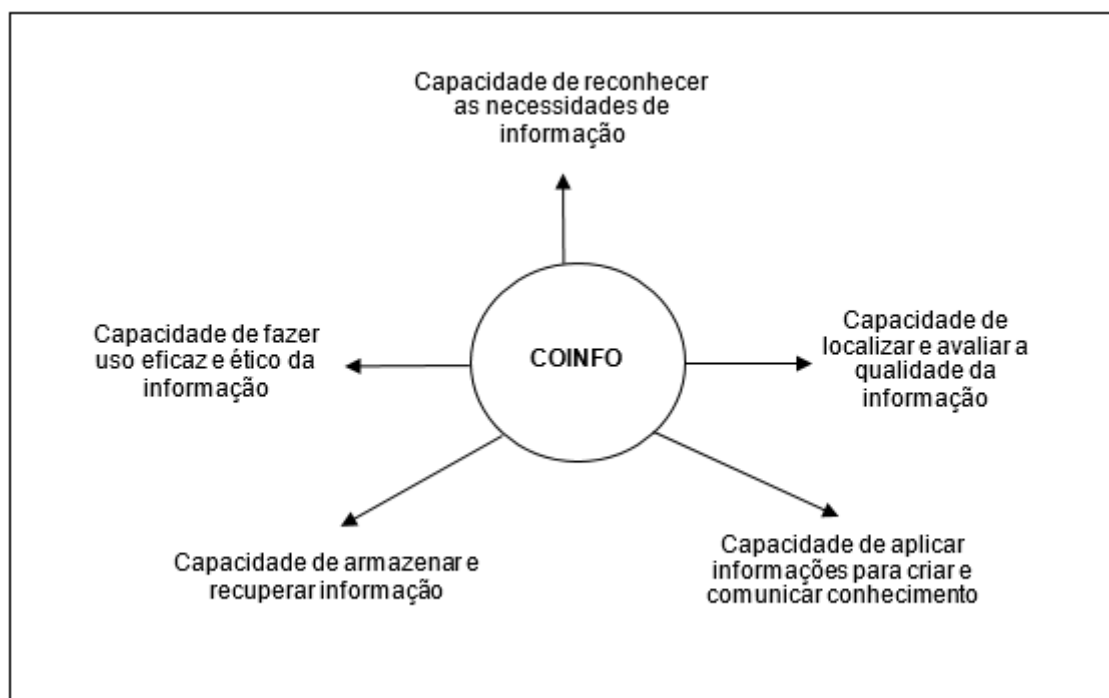 Capacidade de reconhecer
as necessidades de
informação
Capacidade de fazer
uso eficaz e ético da
informação
COINFO
Capacidade de
localizar e avaliar a
qualidade da
informação
Capacidade de armazenar e
recuperar informação
Capacidade de aplicar
informações para criar e
comunicar conhecimento